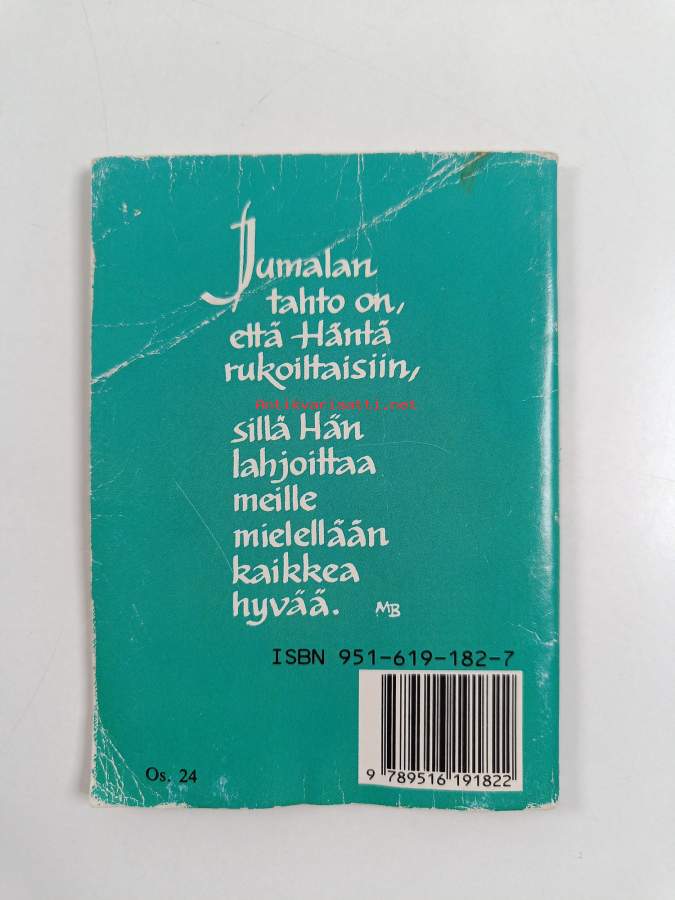 Jumalan
tahto on,
että Häntä
rukoiltaisiin,
Antikvariaatti.net
sillä Hän
lahjoittaa
meille
mielellään
kaikkea
hyvää. MB
ISBN 951-619-182-7
9 789516 191822
Os. 24